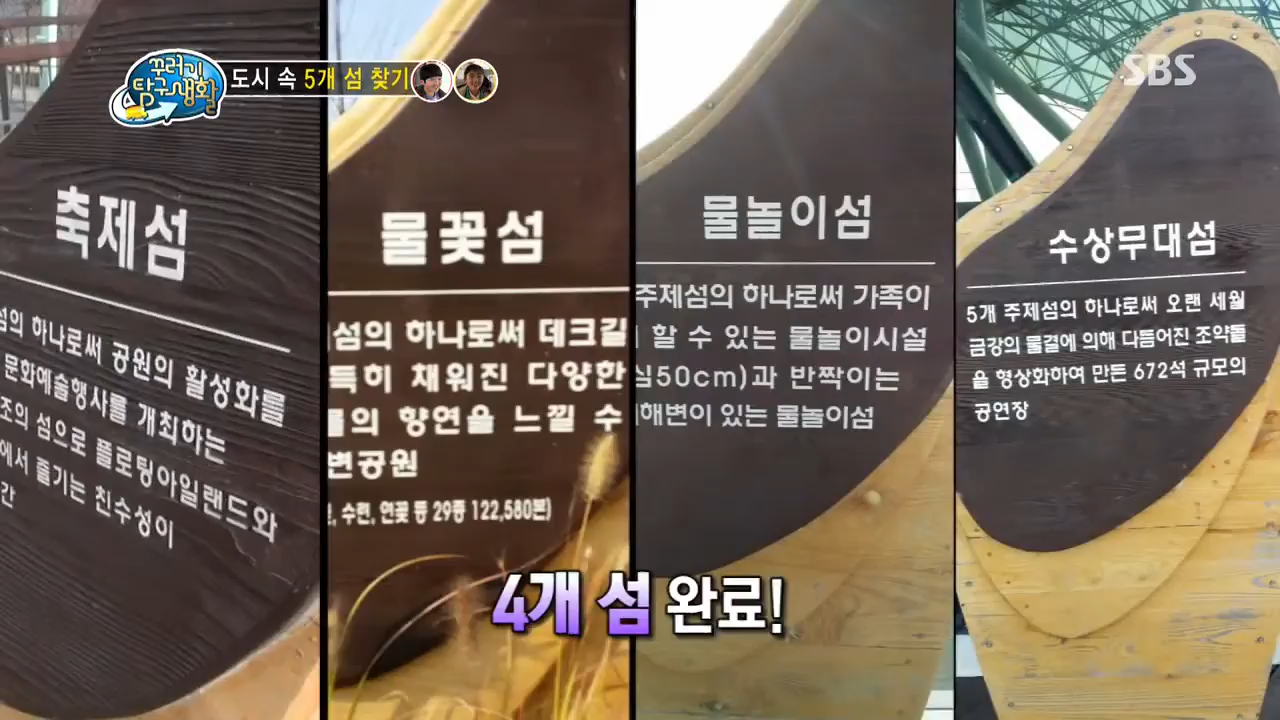 꾸러기 탐구생활
도시 속 5개 섬 찾기
SBS
축제섬
섬의 하나로써 공원의 활성화를
문화예술행사를 개최하는
조의 섬으로 플로팅아일랜드와
에서 즐기는 친수성이
간
물꽃섬
섬의 하나로써 데크길
특히 채워진 다양한
들의 향연을 느낄 수
변공원
수련, 연꽃 등 29종 122,580본)
물놀이섬
주제섬의 하나로써 가족이
할 수 있는 물놀이시설
심50cm)과 반짝이는
해변이 있는 물놀이섬
수상무대섬
5개 주제섬의 하나로써 오랜 세월
금강의 물결에 의해 다듬어진 조약돌
을 형상화하여 만든 672석 규모의
공연장
4개 섬 완료!